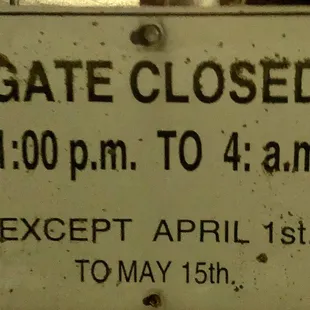 GATE CLOSED
1:00 p.m. TO 4: a.m
EXCEPT APRIL 1st.
TO MAY 15th.